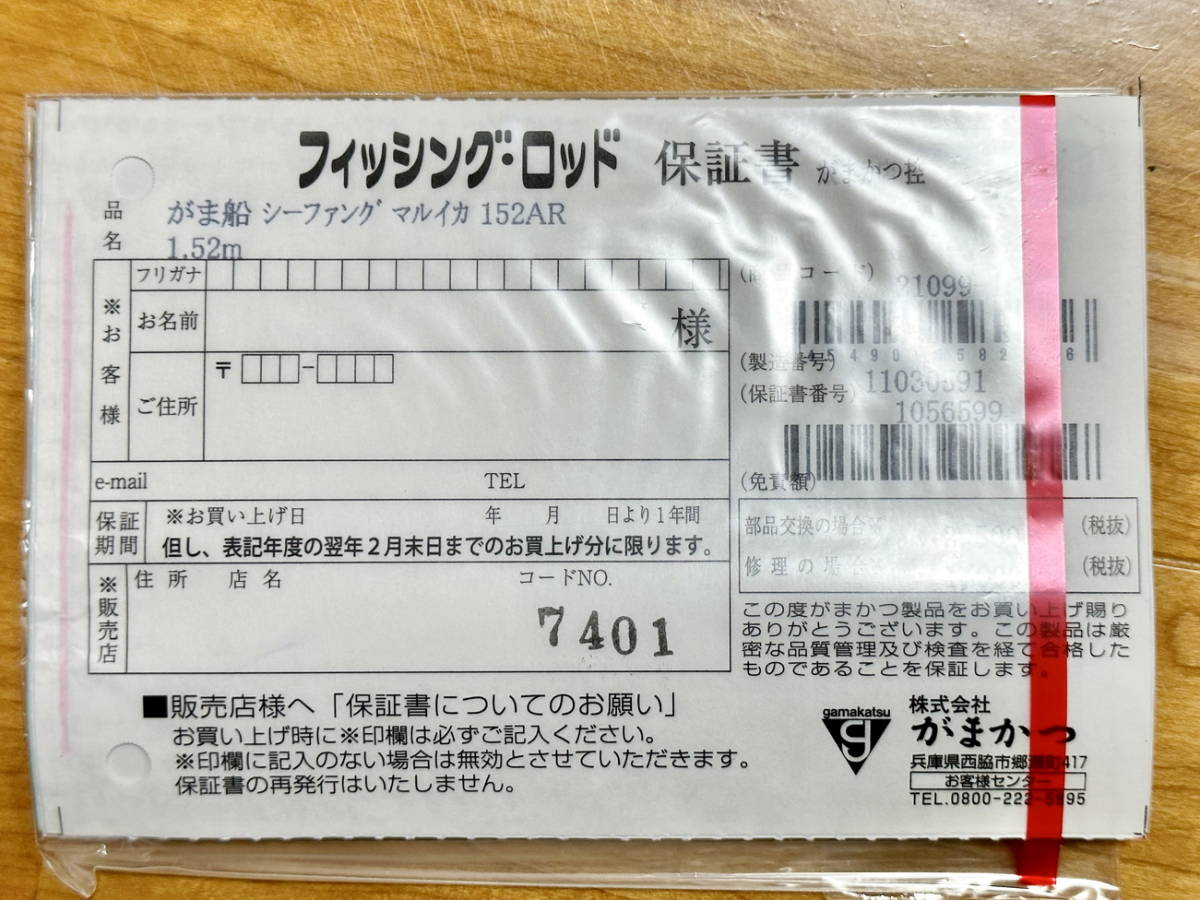 フィッシング・ロッド 保証書 がまかつ控
品名 がま船 シーファング マルイカ 152AR
1.52m
フリガナ
※お客様
お名前 様
ご住所 〒 -
e-mail TEL
保証期間 ※お買い上げ日 年 月 日より1年間
但し、表記年度の翌年2月末日までのお買上げ分に限ります。
※販売店 住所 店名 コードNO.
7401
コード) 21099
(製造番号) 11030591
(保証書番号) 1056599
(免責額)
部品交換の場合 (税抜)
修理の場合 (税抜)
この度がまかつ製品をお買い上げ賜り
ありがとうございます。この製品は厳
密な品質管理及び検査を経て合格した
ものであることを保証します。
■販売店様へ「保証書についてのお願い」
お買い上げ時に※印欄は必ずご記入ください。
※印欄に記入のない場合は無効とさせていただきます。
保証書の再発行はいたしません。
gamakatsu
株式会社
がまかつ
兵庫県西脇市郷瀬町417
お客様センター
TEL.0800-222-